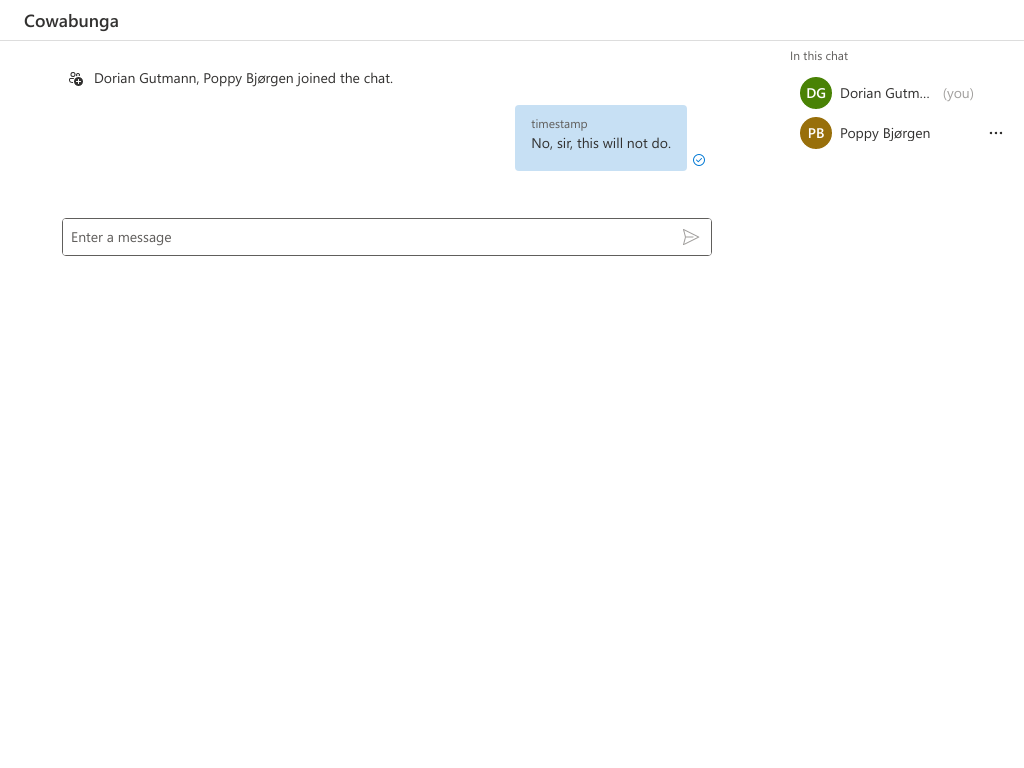 Cowabunga
Dorian Gutmann, Poppy Bjørgen joined the chat.
timestamp
No, sir, this will not do.
Enter a message
In this chat
DG Dorian Gutm... (you)
PB Poppy Bjørgen